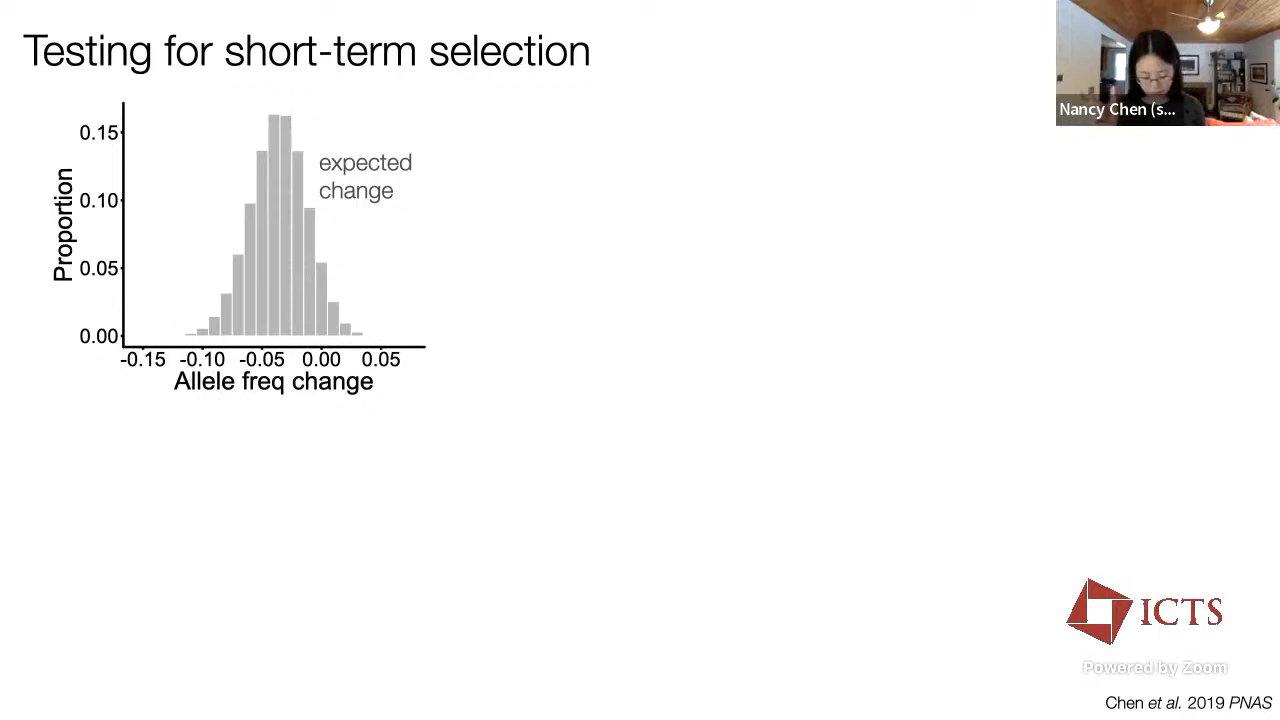 Testing for short-term selection
Nancy Chen (s...
expected
change
Proportion
0.15
0.10
0.05
0.00
-0.15 -0.10 -0.05 0.00 0.05
Allele freq change
ICTS
Powered by Zoom
Chen et al. 2019 PNAS